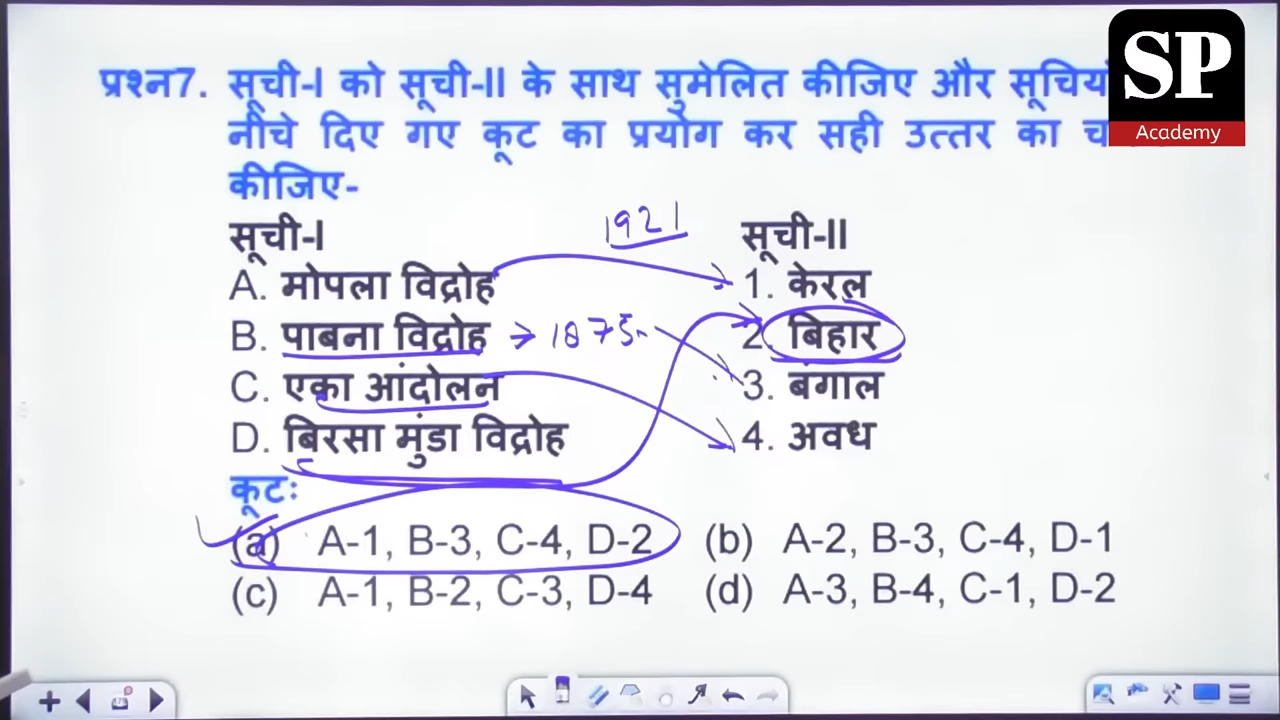 SP
Academy
प्रश्न7. सूची-I को सूची-II के साथ सुमेलित कीजिए और
नीचे दिए गए कूट का प्रयोग कर सही उत्तर का
कीजिए-
1921
सूची-I सूची-II
A. मोपला विद्रोह 1. केरल
B. पाबना विद्रोह → 1875 2. बिहार
C. एका आंदोलन 3. बंगाल
D. बिरसा मुंडा विद्रोह 4. अवध
कूटः
(a) A-1, B-3, C-4, D-2 (b) A-2, B-3, C-4, D-1
(c) A-1, B-2, C-3, D-4 (d) A-3, B-4, C-1, D-2